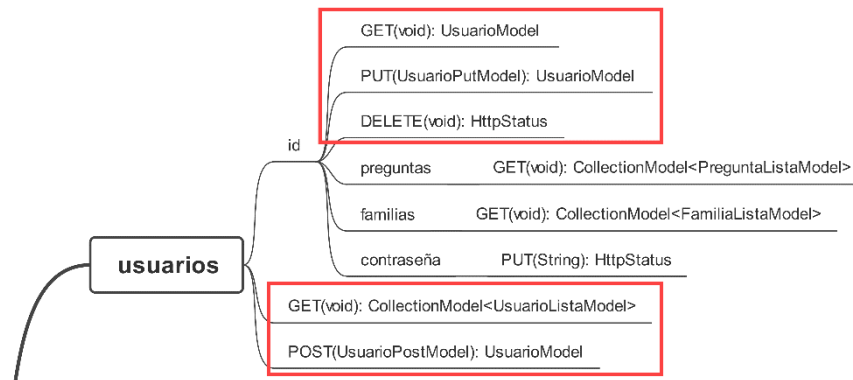 GET(void): UsuarioModel
PUT(UsuarioPutModel): UsuarioModel
DELETE(void): HttpStatus
id
preguntas GET(void): CollectionModel<PreguntaListaModel>
familias GET(void): CollectionModel<FamiliaListaModel>
contraseña PUT(String): HttpStatus
usuarios
GET(void): CollectionModel<UsuarioListaModel>
POST(UsuarioPostModel): UsuarioModel